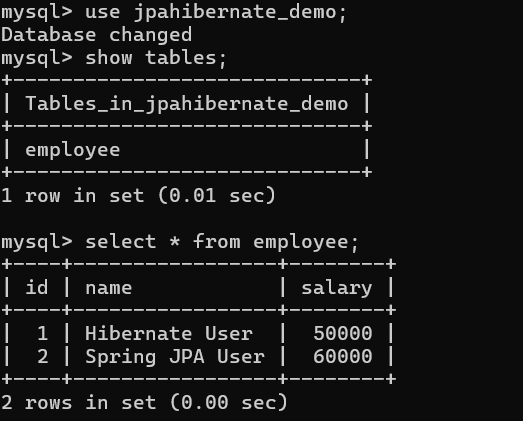 mysql> use jpahibernate_demo;
Database changed
mysql> show tables;
+-----------------------------+
| Tables_in_jpahibernate_demo |
+-----------------------------+
| employee                    |
+-----------------------------+
1 row in set (0.01 sec)

mysql> select * from employee;
+----+-----------------+--------+
| id | name            | salary |
+----+-----------------+--------+
|  1 | Hibernate User  |  50000 |
|  2 | Spring JPA User |  60000 |
+----+-----------------+--------+
2 rows in set (0.00 sec)